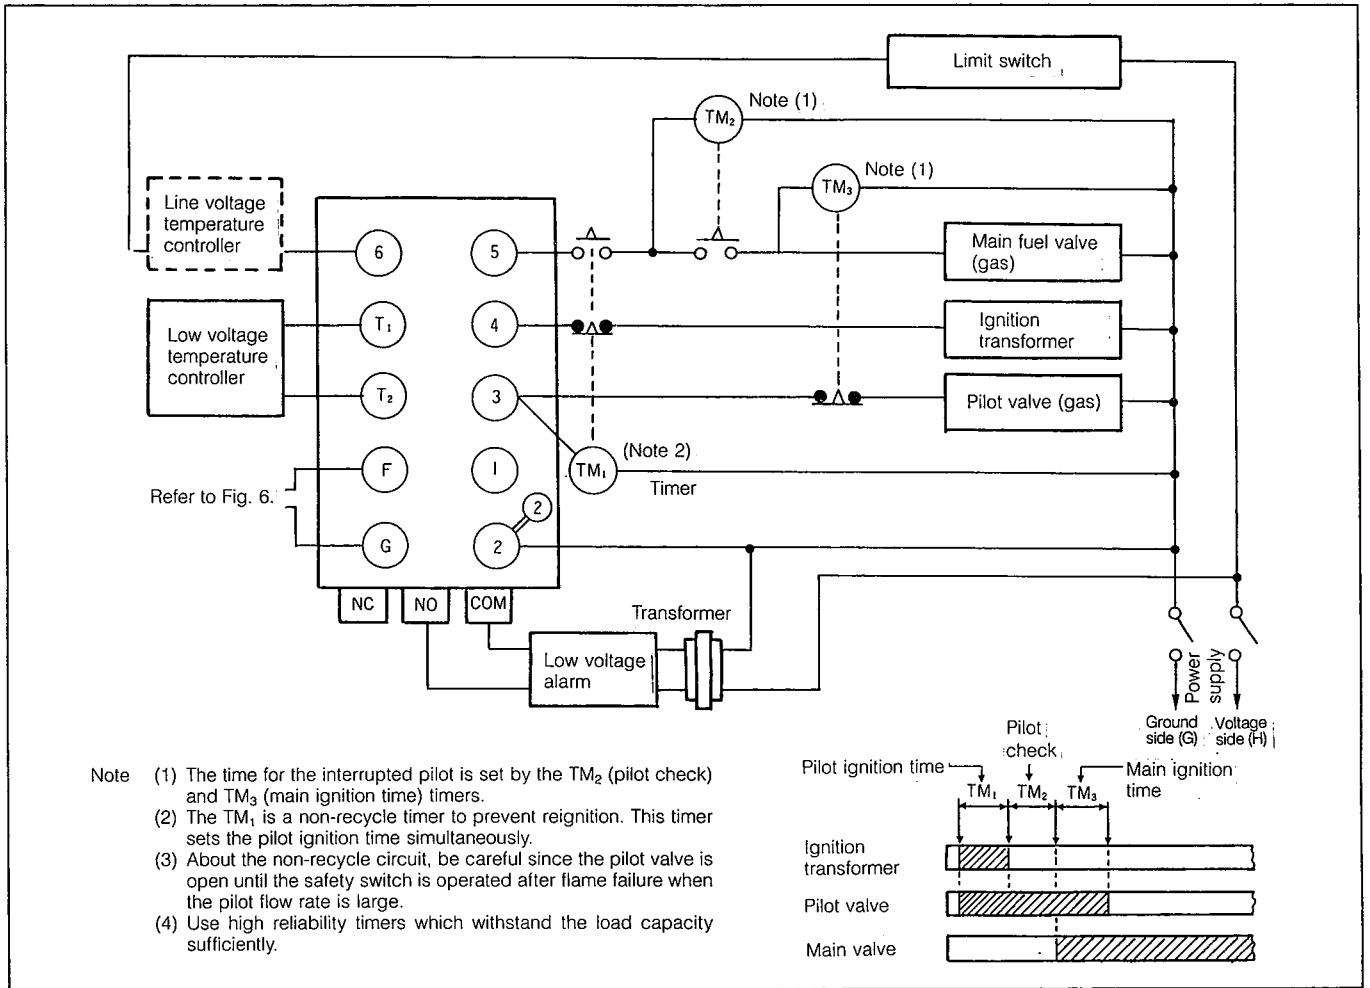 Limit switch
Note (1)
TM₂
Note (1)
TM₃
Line voltage
temperature
controller
6
5
Main fuel valve
(gas)
Low voltage
temperature
controller
T₁
4
Ignition
transformer
T₂
3
Pilot valve (gas)
(Note 2)
F
I
TM₁
Timer
Refer to Fig. 6.
2
G
2
NC
NO
COM
Transformer
Low voltage
alarm
Power
supply
Ground
side (G)
Voltage
side (H)
Note (1) The time for the interrupted pilot is set by the TM₂ (pilot check)
and TM₃ (main ignition time) timers.
(2) The TM₁ is a non-recycle timer to prevent reignition. This timer
sets the pilot ignition time simultaneously.
(3) About the non-recycle circuit, be careful since the pilot valve is
open until the safety switch is operated after flame failure when
the pilot flow rate is large.
(4) Use high reliability timers which withstand the load capacity
sufficiently.
Pilot
check
Pilot ignition time
Main ignition
time
TM₁
TM₂
TM₃
Ignition
transformer
Pilot valve
Main valve